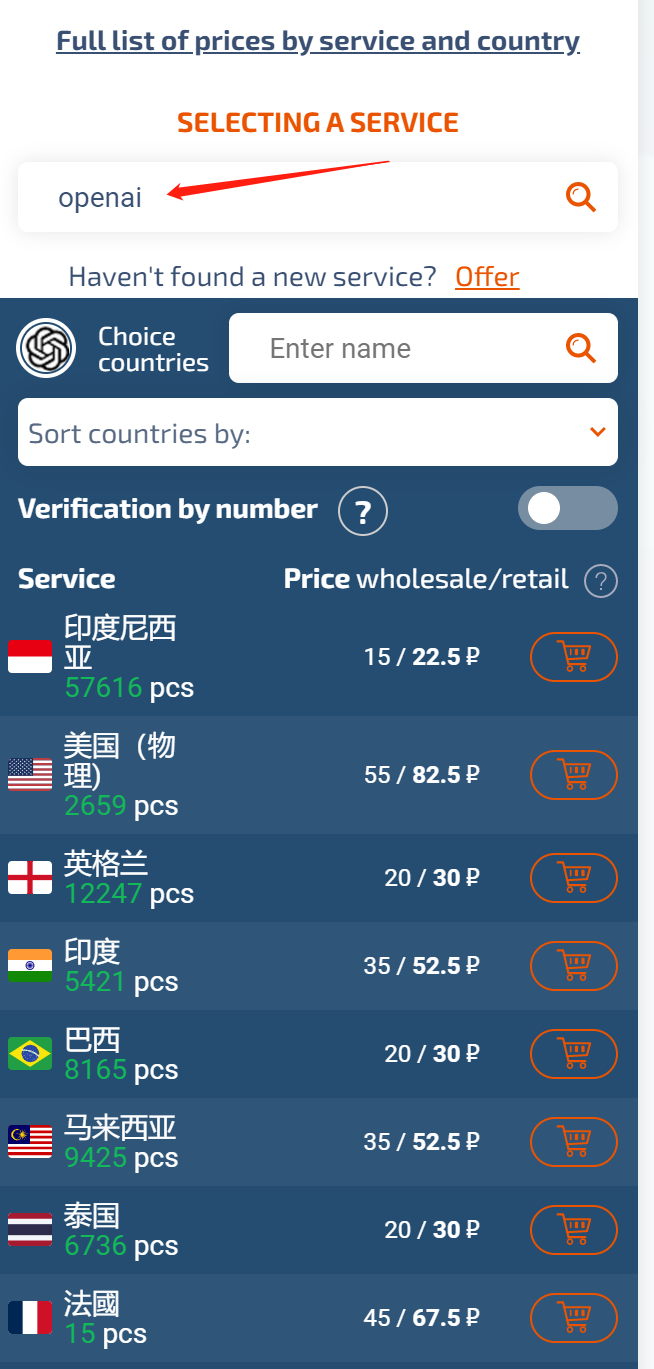 Full list of prices by service and country
SELECTING A SERVICE
openai
Haven't found a new service? Offer
Choice
countries
Enter name
Sort countries by:
Verification by number ?
Service Price wholesale/retail ?
印度尼西
亚
57616 pcs
15 / 22.5 ₽
美国（物
理)
2659 pcs
55 / 82.5 ₽
英格兰
12247 pcs
20 / 30 ₽
印度
5421 pcs
35 / 52.5 ₽
巴西
8165 pcs
20 / 30 ₽
马来西亚
9425 pcs
35 / 52.5 ₽
泰国
6736 pcs
20 / 30 ₽
法國
15 pcs
45 / 67.5 ₽